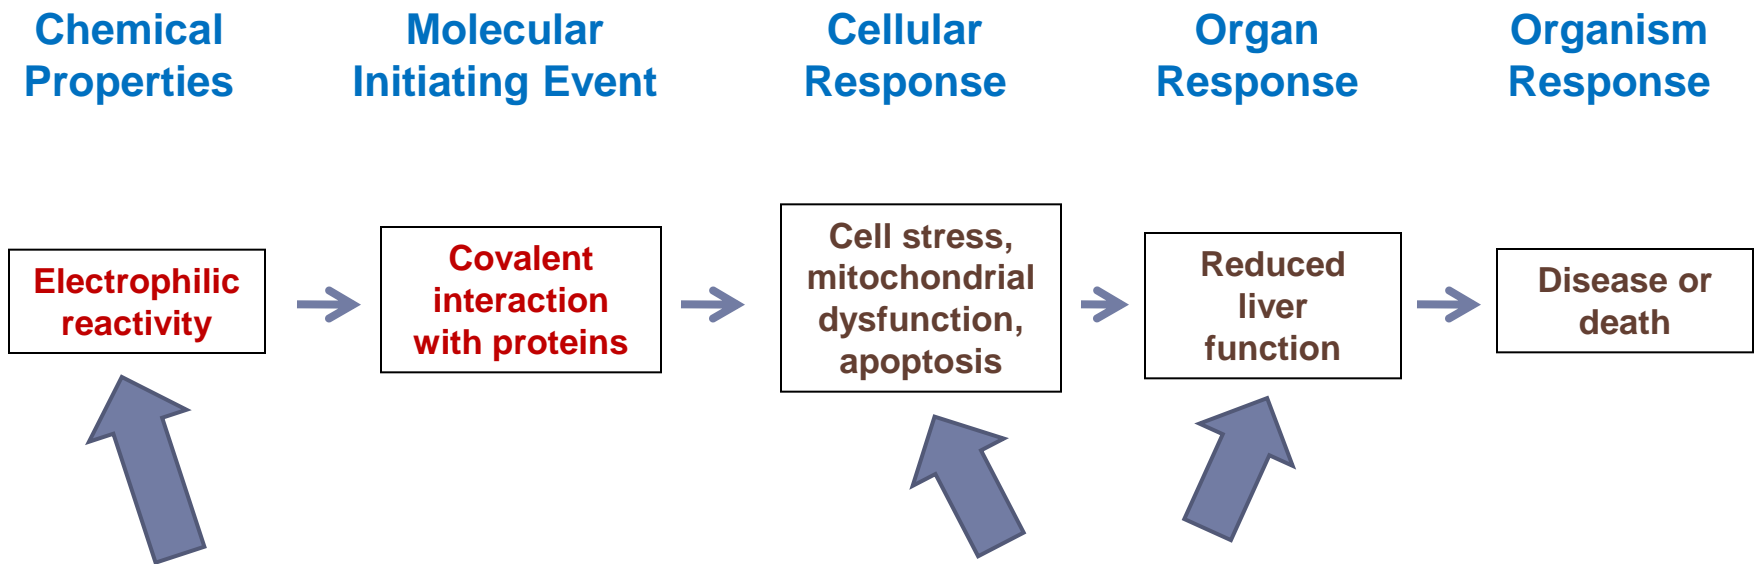 Chemical
Properties
Molecular
Initiating Event
Cellular
Response
Organ
Response
Organism
Response
Electrophilic
reactivity
Covalent
interaction
with proteins
Cell stress,
mitochondrial
dysfunction,
apoptosis
Reduced
liver
function
Disease or
death